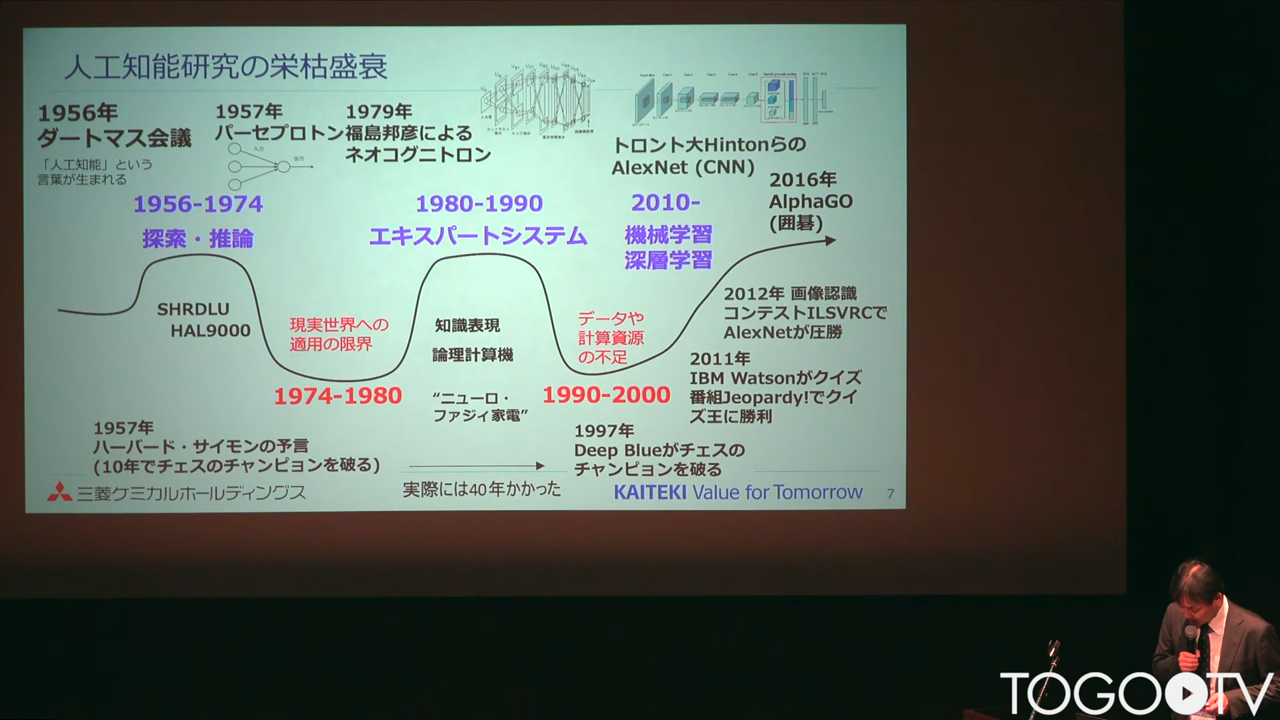 人工知能研究の栄枯盛衰
1956年
ダートマス会議
「人工知能」という
言葉が生まれる
1957年
パーセプトロン
入力
出力
1979年
福島邦彦による
ネオコグニトロン
トロント大Hintonらの
AlexNet (CNN)
2016年
AlphaGO
(囲碁)
1956-1974
探索・推論
1980-1990
エキスパートシステム
2010-
機械学習
深層学習
SHRDLU
HAL9000
現実世界への
適用の限界
1974-1980
知識表現
論理計算機
“ニューロ・
ファジィ家電”
データや
計算資源
の不足
1990-2000
2012年 画像認識
コンテストILSVRCで
AlexNetが圧勝
2011年
IBM Watsonがクイズ
番組Jeopardy!でクイ
ズ王に勝利
1957年
ハーバード・サイモンの予言
(10年でチェスのチャンピョンを破る)
実際には40年かかった
1997年
Deep Blueがチェスの
チャンピョンを破る
三菱ケミカルホールディングス
KAITEKI Value for Tomorrow
7
TOGO TV